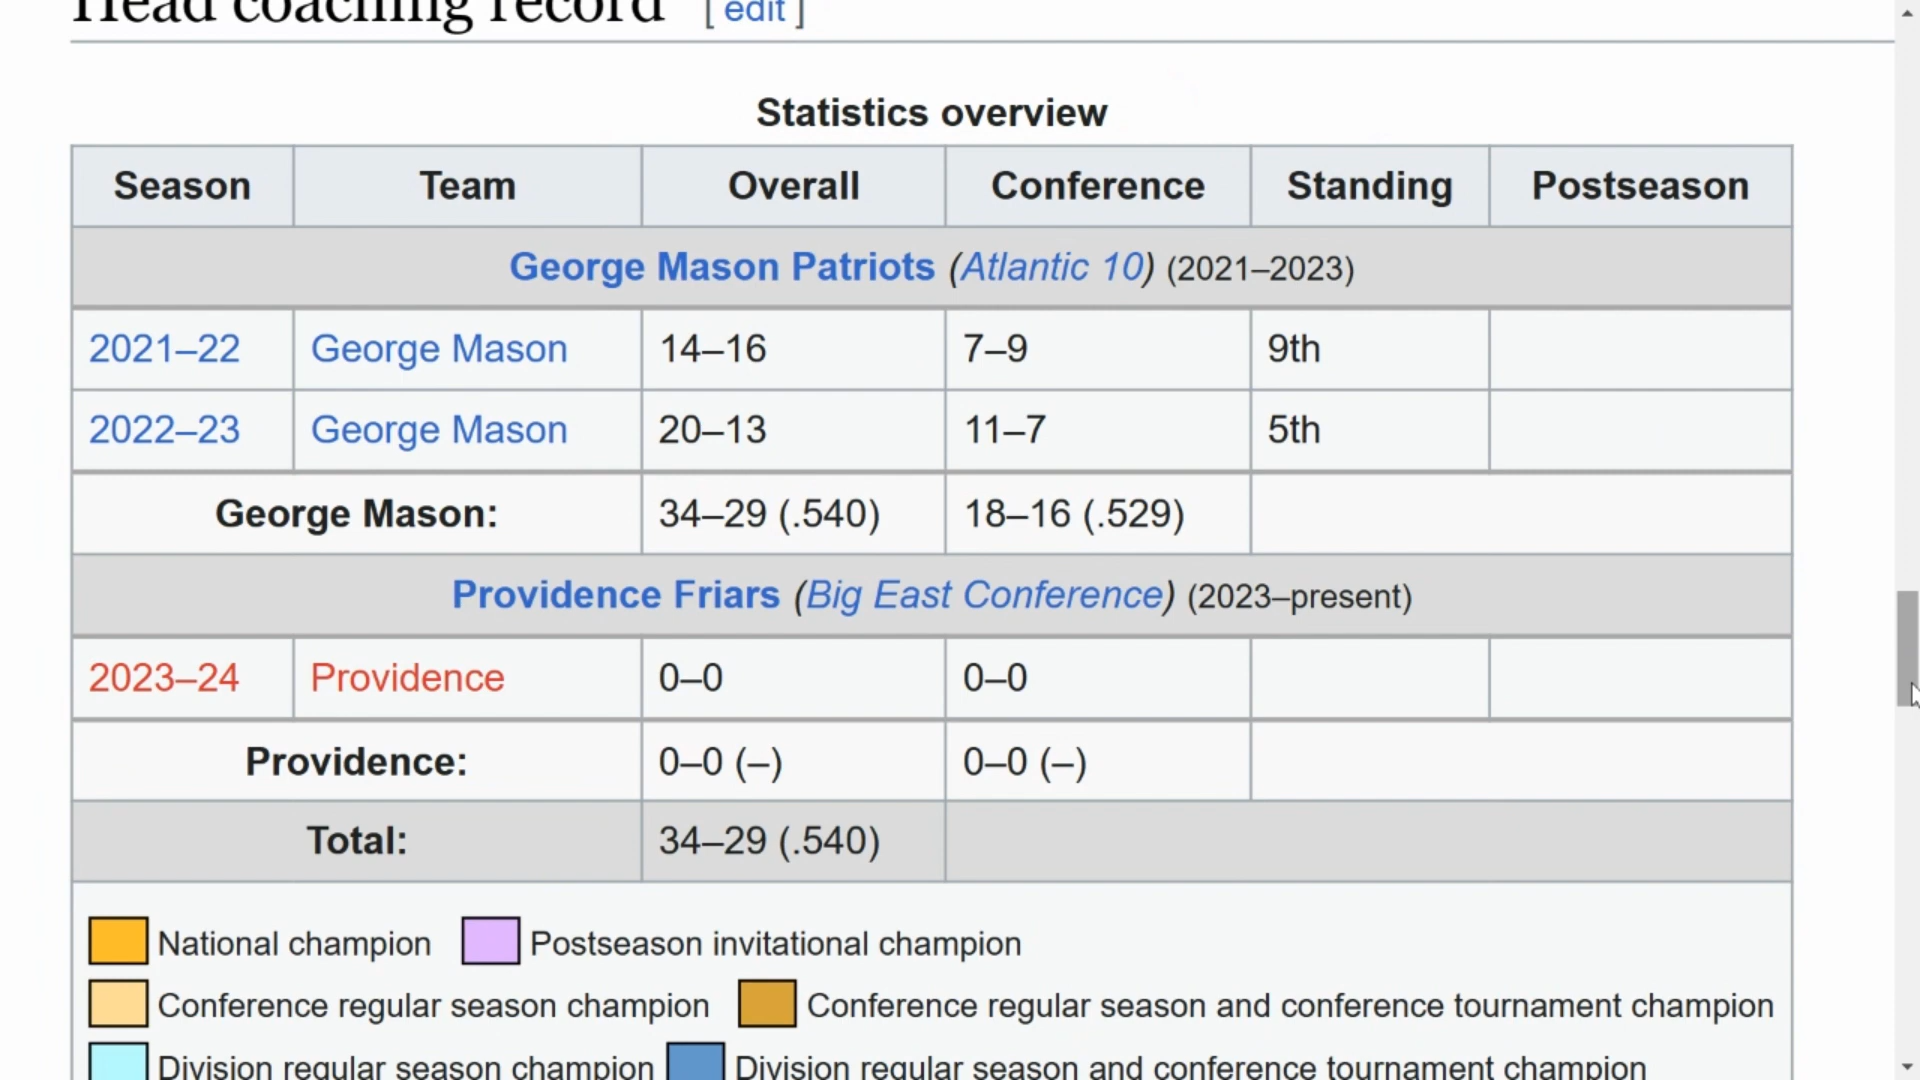 Head coaching record [ edit ]
Statistics overview
Season Team Overall Conference Standing Postseason
George Mason Patriots (Atlantic 10) (2021–2023)
2021–22 George Mason 14–16 7–9 9th
2022–23 George Mason 20–13 11–7 5th
George Mason: 34–29 (.540) 18–16 (.529)
Providence Friars (Big East Conference) (2023–present)
2023–24 Providence 0–0 0–0
Providence: 0–0 (–) 0–0 (–)
Total: 34–29 (.540)
National champion Postseason invitational champion
Conference regular season champion Conference regular season and conference tournament champion
Division regular season champion Division regular season and conference tournament champion